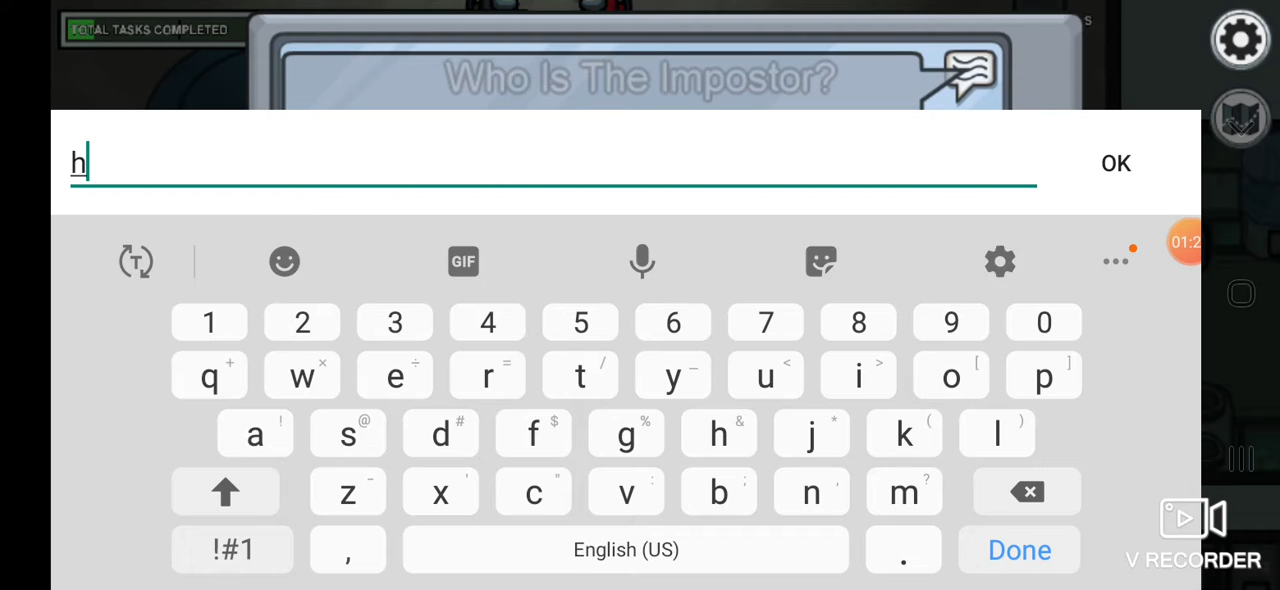 TOTAL TASKS COMPLETED
S
Who Is The Impostor?
h
OK
01:2
T
GIF
1 2 3 4 5 6 7 8 9 0
q + w × e ÷ r = t / y _ u < i > o [ p ]
a ! s @ d # f $ g % h & j * k ( l )
z - x ' c " v : b ; n , m ?
!#1 , English (US) . Done
V RECORDER